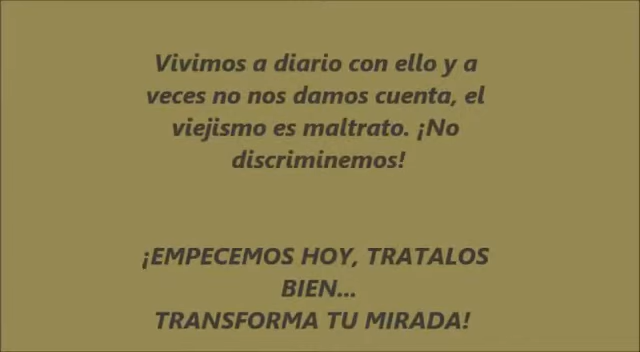 Vivimos a diario con ello y a
veces no nos damos cuenta, el
viejismo es maltrato. ¡No
discriminemos!
¡EMPECEMOS HOY, TRATALOS
BIEN...
TRANSFORMA TU MIRADA!